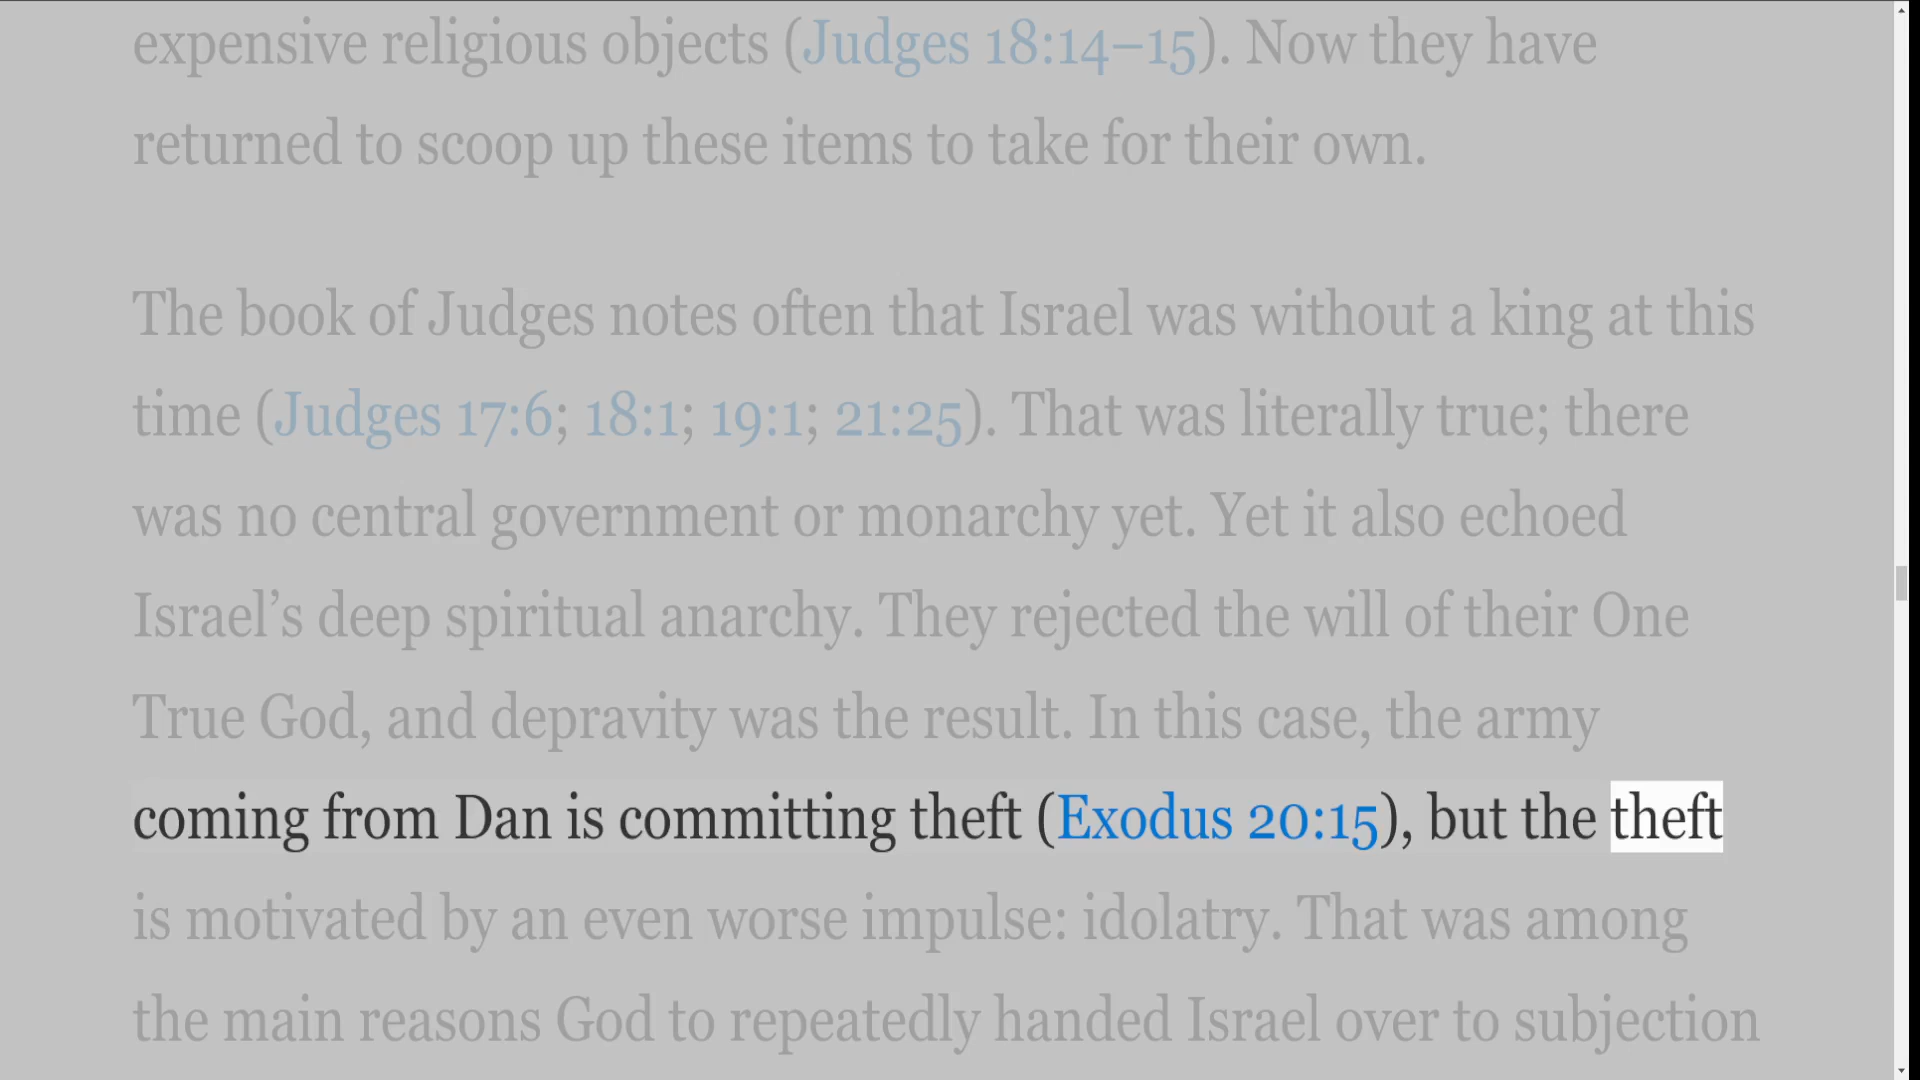 expensive religious objects (Judges 18:14–15). Now they have
returned to scoop up these items to take for their own.
The book of Judges notes often that Israel was without a king at this
time (Judges 17:6; 18:1; 19:1; 21:25). That was literally true; there
was no central government or monarchy yet. Yet it also echoed
Israel’s deep spiritual anarchy. They rejected the will of their One
True God, and depravity was the result. In this case, the army
coming from Dan is committing theft (Exodus 20:15), but the theft
is motivated by an even worse impulse: idolatry. That was among
the main reasons God to repeatedly handed Israel over to subjection